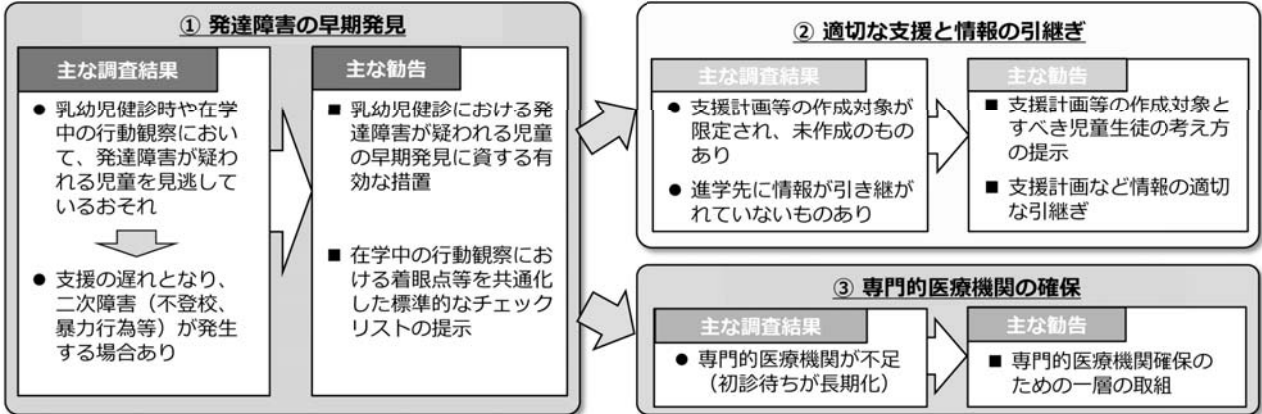 ① 発達障害の早期発見
主な調査結果
● 乳幼児健診時や在学
中の行動観察におい
て、発達障害が疑わ
れる児童を見逃して
いるおそれ
● 支援の遅れとなり、
二次障害（不登校、
暴力行為等）が発生
する場合あり
主な勧告
■ 乳幼児健診における発
達障害が疑われる児童
の早期発見に資する有
効な措置
■ 在学中の行動観察にお
ける着眼点等を共通化
した標準的なチェック
リストの提示
② 適切な支援と情報の引継ぎ
主な調査結果
● 支援計画等の作成対象が
限定され、未作成のもの
あり
● 進学先に情報が引き継が
れていないものあり
主な勧告
■ 支援計画等の作成対象と
すべき児童生徒の考え方
の提示
■ 支援計画など情報の適切
な引継ぎ
③ 専門的医療機関の確保
主な調査結果
● 専門的医療機関が不足
（初診待ちが長期化）
主な勧告
■ 専門的医療機関確保の
ための一層の取組